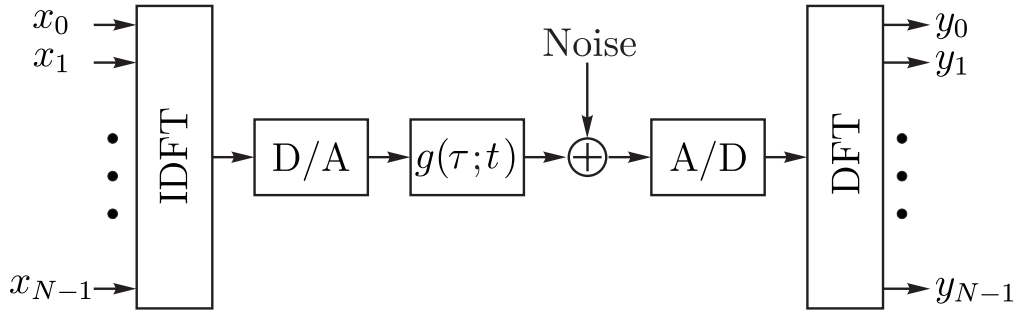 x_0
x_1
x_{N-1}
IDFT
D/A
g(τ;t)
Noise
A/D
DFT
y_0
y_1
y_{N-1}